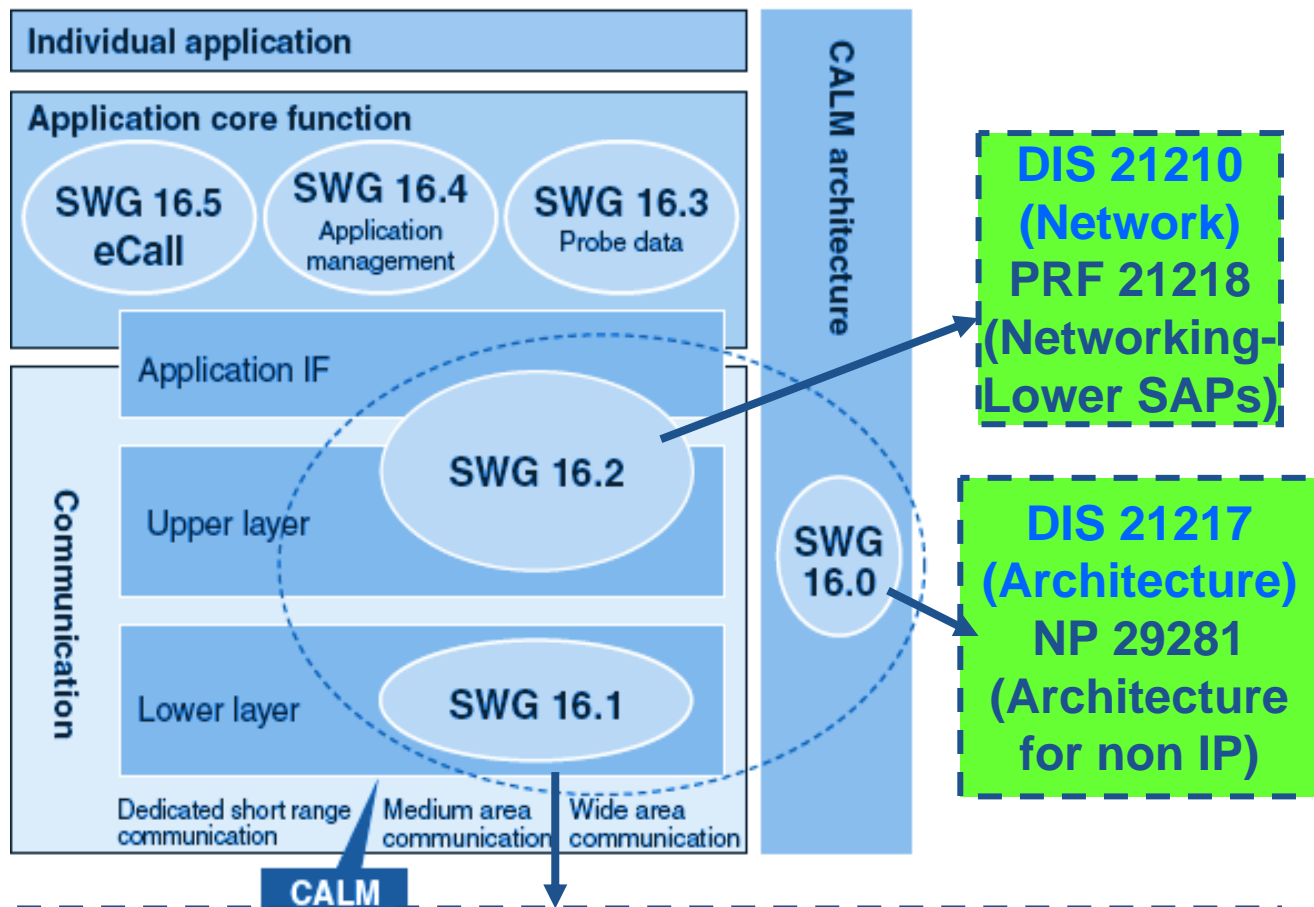 Individual application
Application core function
SWG 16.5
eCall
SWG 16.4
Application
management
SWG 16.3
Probe data
CALM architecture
Application IF
SWG 16.2
Upper layer
Communication
SWG
16.0
Lower layer
SWG 16.1
Dedicated short range
communication
Medium area
communication
Wide area
communication
CALM
DIS 21210
(Network)
PRF 21218
(Networking-
Lower SAPs)
DIS 21217
(Architecture)
NP 29281
(Architecture
for non IP)